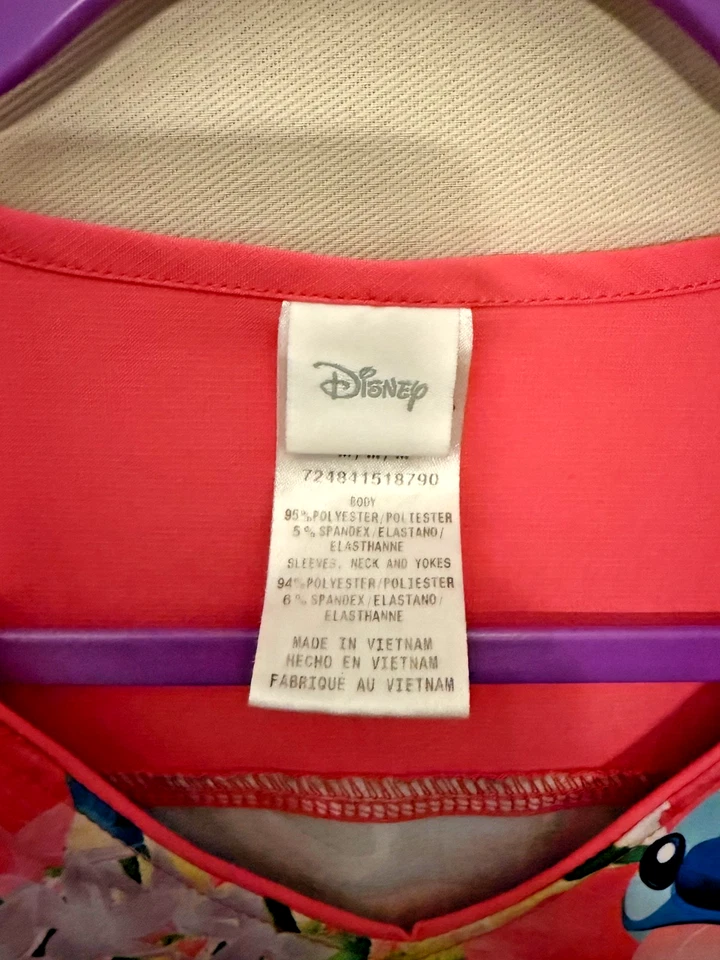 Disney
724841518790
BODY
95%POLYESTER/POLIESTER
5% SPANDEX/ELASTANO/
ELASTHANNE
SLEEVES, NECK AND YOKES
94%POLYESTER/POLIESTER
6% SPANDEX/ELASTANO/
ELASTHANNE
MADE IN VIETNAM
HECHO EN VIETNAM
FABRIQUE AU VIETNAM